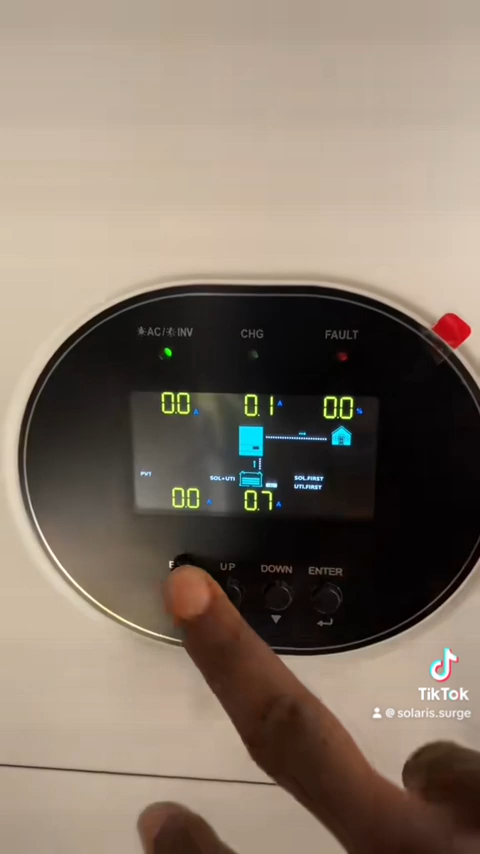 ☀AC/☀INV CHG FAULT
0.0 A 0.1 A 0.0 %
PVT SOL+UTI SOL.FIRST
UTI.FIRST
0.0 A 0.7 A
UP DOWN ENTER
TikTok
@solaris.surge